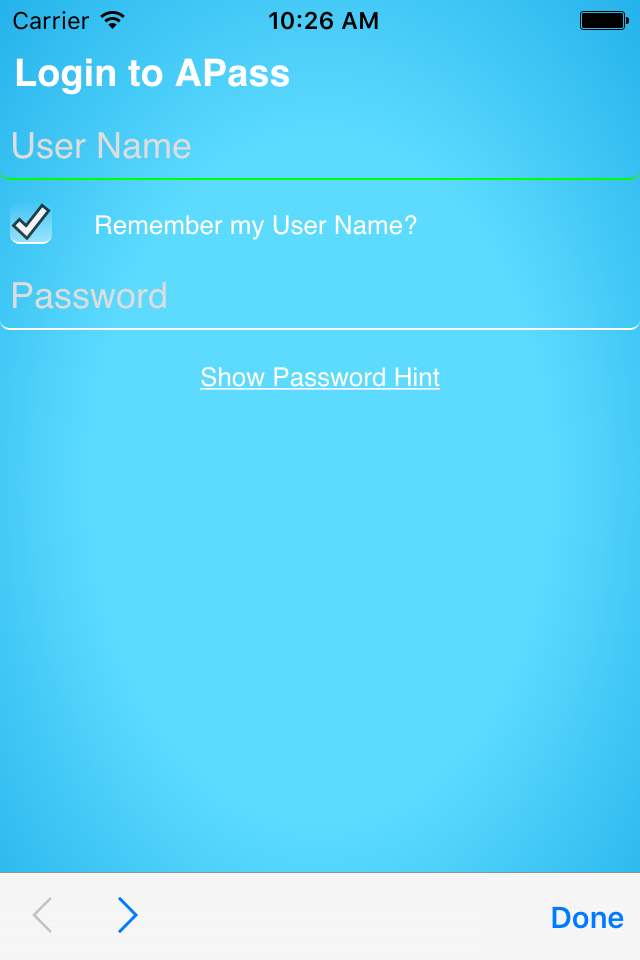 Carrier 10:26 AM
Login to APass
User Name
Remember my User Name?
Password
Show Password Hint
Done